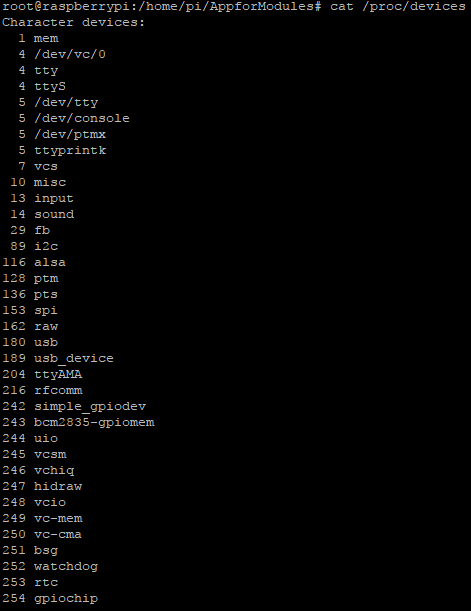 root@raspberrypi:/home/pi/AppforModules# cat /proc/devices
Character devices:
1 mem
4 /dev/vc/0
4 tty
4 ttyS
5 /dev/tty
5 /dev/console
5 /dev/ptmx
5 ttyprintk
7 vcs
10 misc
13 input
14 sound
29 fb
89 i2c
116 alsa
128 ptm
136 pts
153 spi
162 raw
180 usb
189 usb_device
204 ttyAMA
216 rfcomm
242 simple_gpiodev
243 bcm2835-gpiomem
244 uio
245 vcsm
246 vchiq
247 hidraw
248 vcio
249 vc-mem
250 vc-cma
251 bsg
252 watchdog
253 rtc
254 gpiochip